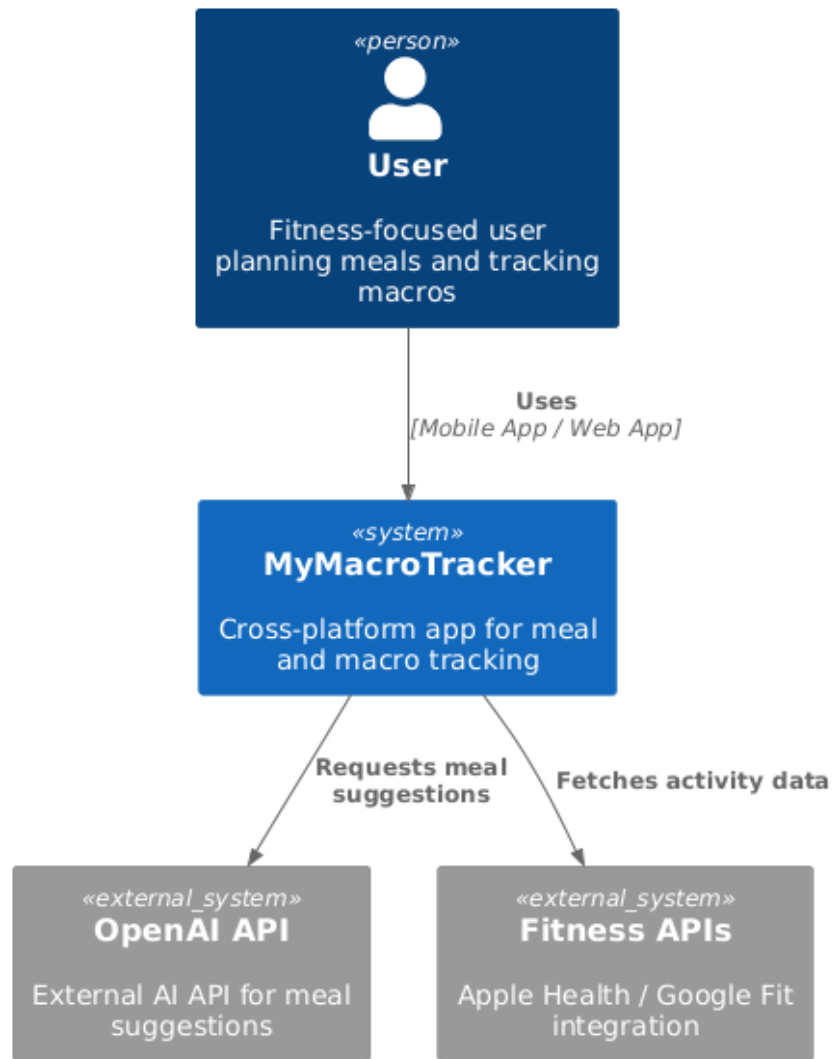 «person»
User
Fitness-focused user
planning meals and tracking
macros
Uses
[Mobile App / Web App]
«system»
MyMacroTracker
Cross-platform app for meal
and macro tracking
Requests meal
suggestions
Fetches activity data
«external_system»
OpenAI API
External AI API for meal
suggestions
«external_system»
Fitness APIs
Apple Health / Google Fit
integration